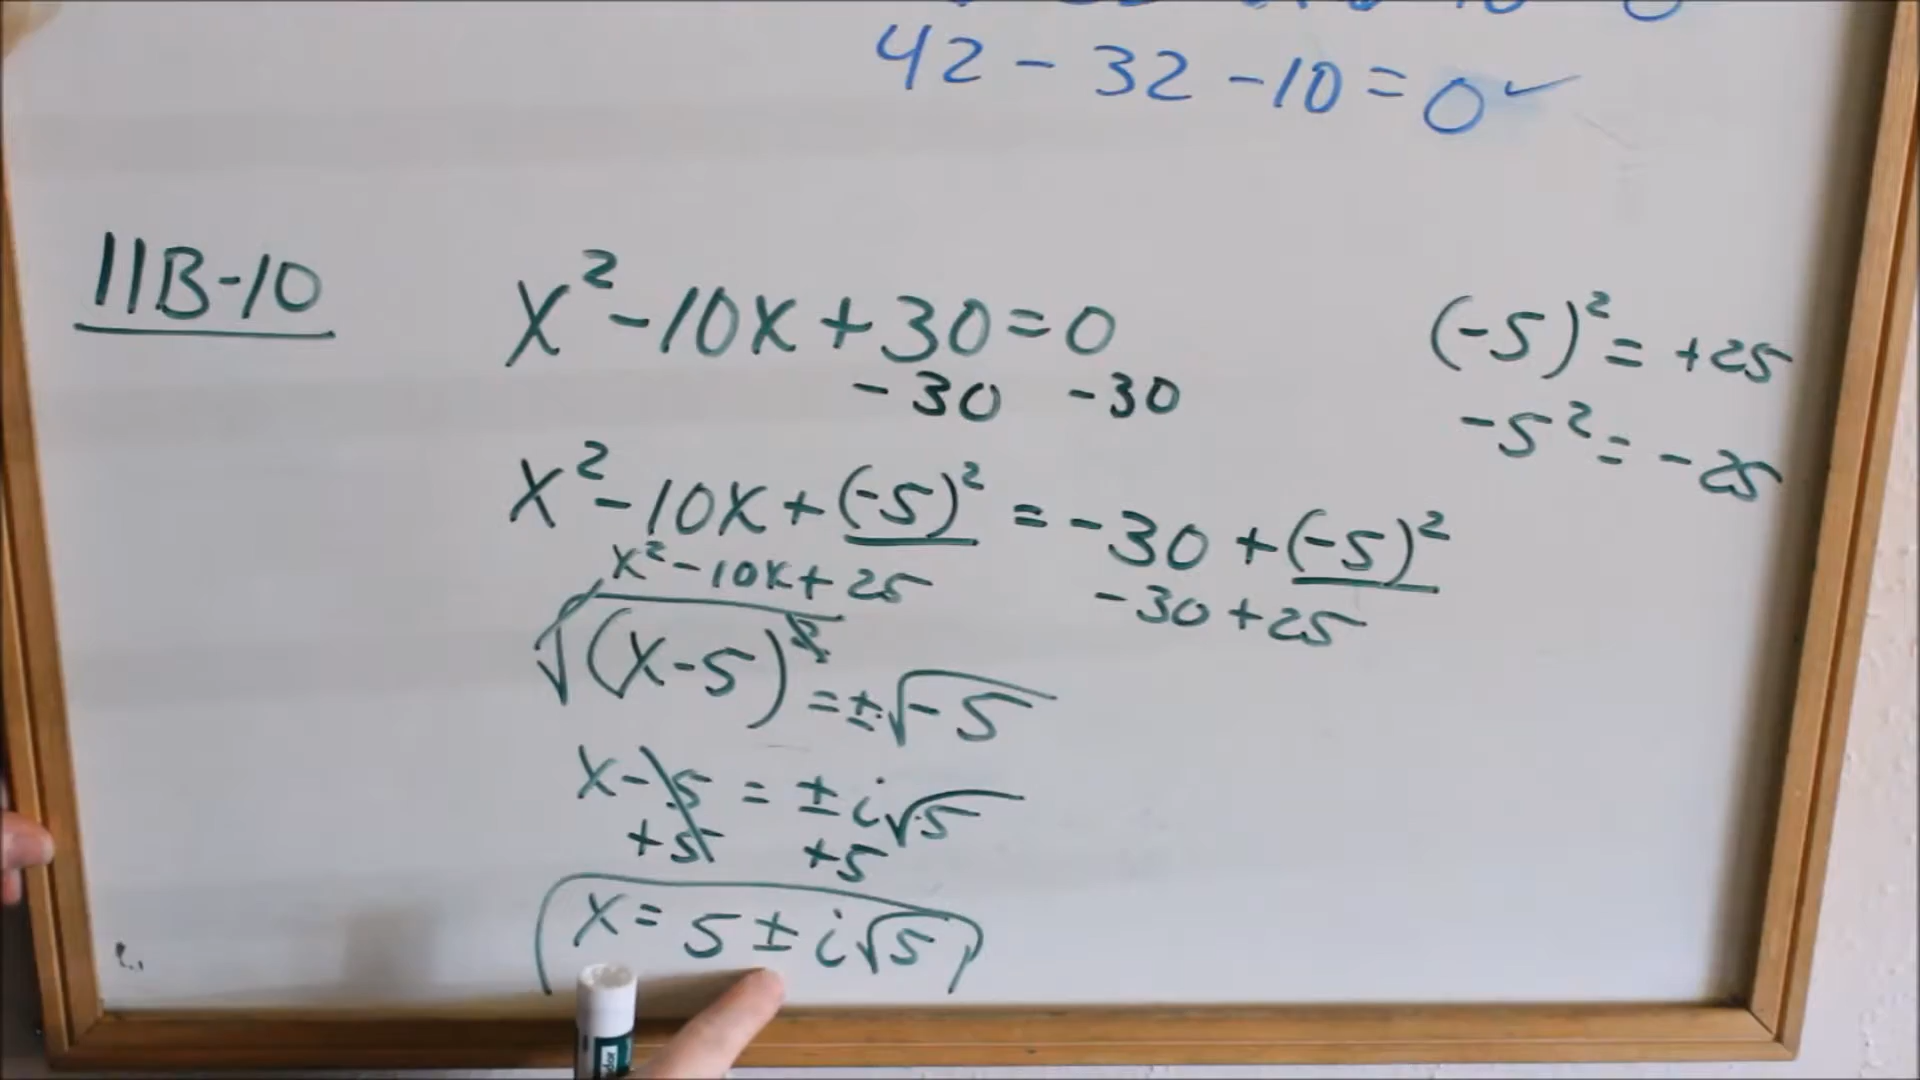 42 - 32 - 10 = 0 ✓
11B-10
x² - 10x + 30 = 0
- 30 - 30
x² - 10x + (-5)² = -30 + (-5)²
x² - 10x + 25 -30 + 25
√(x-5)² = ±√-5
x - 5 = ± i√5
+5 +5
x = 5 ± i√5
(-5)² = +25
-5² = -25